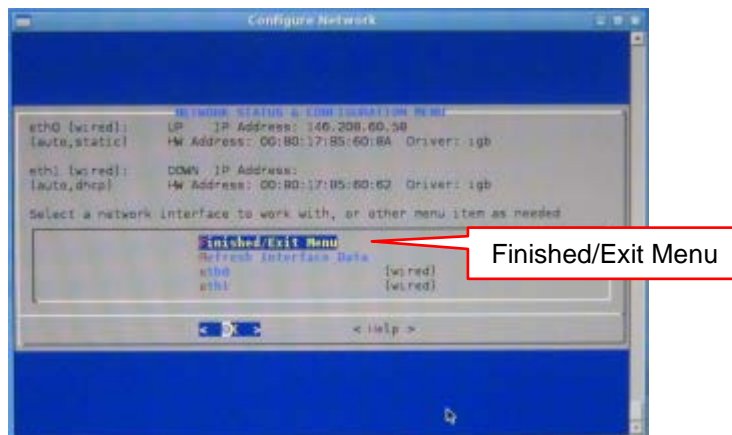 Configure Network
NETWORK STATUS & CONFIGURATION MENU
eth0 (wired): UP IP Address: 146.208.60.50
(auto,static) HW Address: 00:80:17:85:60:8A Driver: igb
eth1 (wired): DOWN IP Address:
(auto,dhcp) HW Address: 00:80:17:85:60:62 Driver: igb
Select a network interface to work with, or other menu item as needed
Finished/Exit Menu
Refresh Interface Data
eth0 (wired)
eth1 (wired)
< OK > < Help >
Finished/Exit Menu